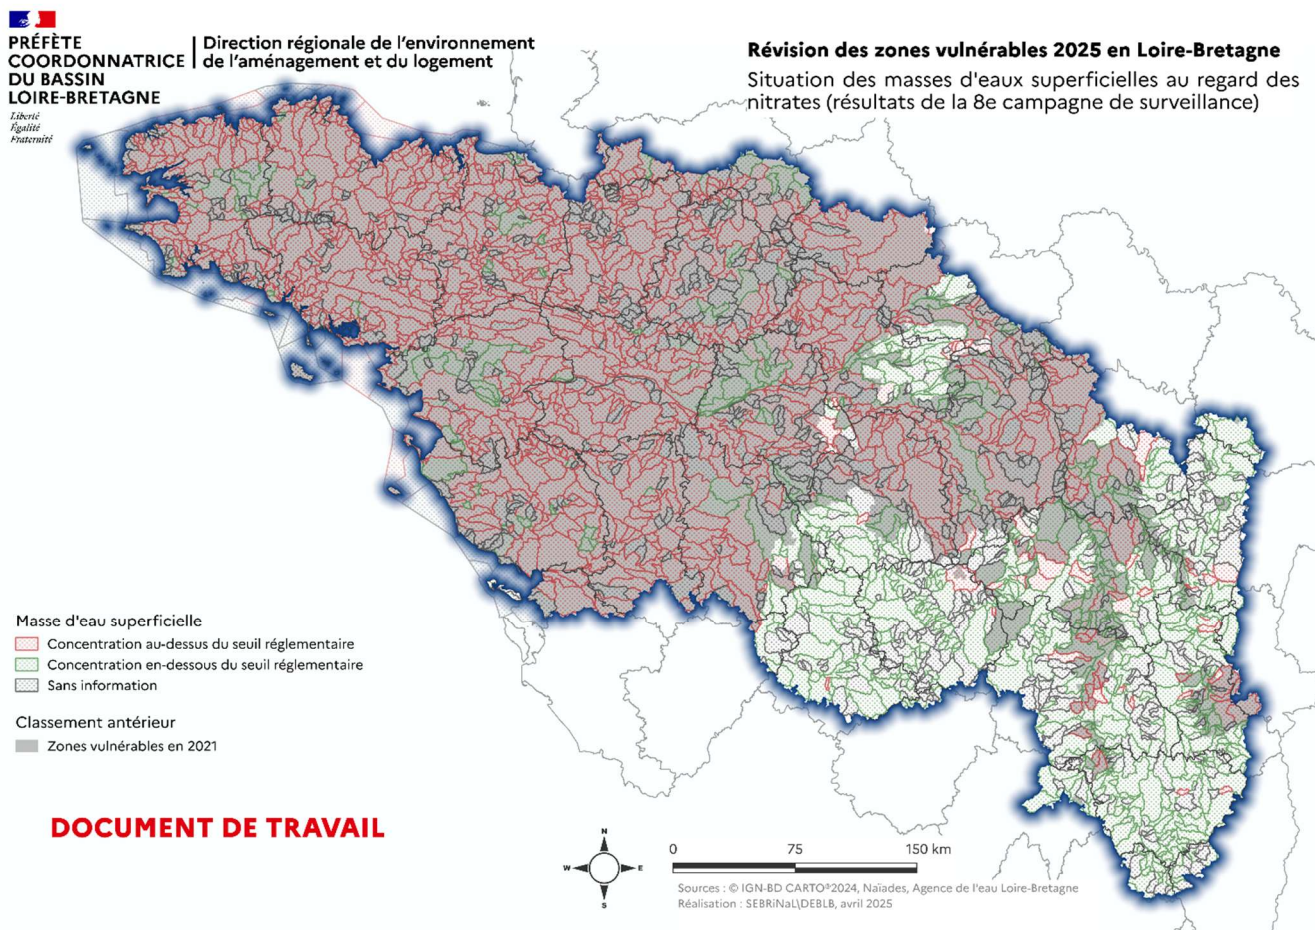 PRÉFÈTE
COORDONNATRICE
DU BASSIN
LOIRE-BRETAGNE
Liberté
Égalité
Fraternité
Direction régionale de l'environnement
de l'aménagement et du logement
Révision des zones vulnérables 2025 en Loire-Bretagne
Situation des masses d'eaux superficielles au regard des
nitrates (résultats de la 8e campagne de surveillance)
Masse d'eau superficielle
Concentration au-dessus du seuil réglementaire
Concentration en-dessous du seuil réglementaire
Sans information
Classement antérieur
Zones vulnérables en 2021
DOCUMENT DE TRAVAIL
N
W
E
S
0 75 150 km
Sources : © IGN-BD CARTO®2024, Naïades, Agence de l'eau Loire-Bretagne
Réalisation : SEBRiNaL\DEBLB, avril 2025